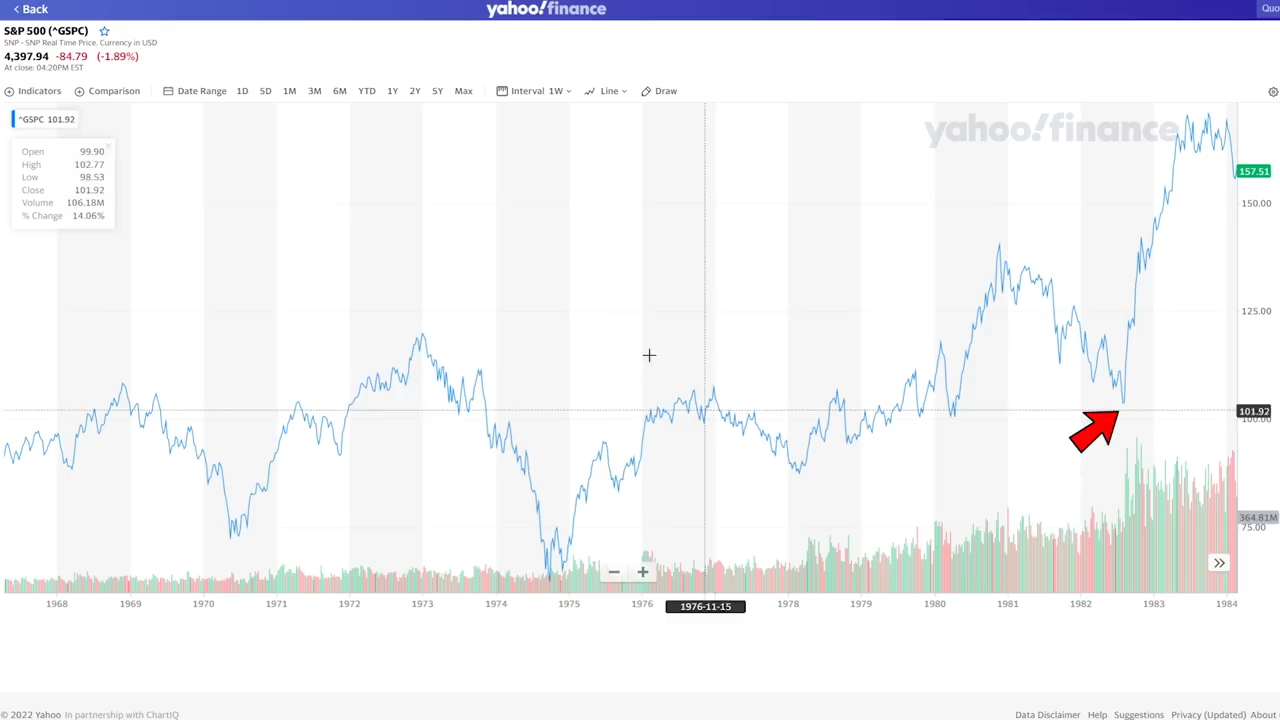 Back
yahoo!finance
Quo
S&P 500 (^GSPC)
SNP - SNP Real Time Price. Currency in USD
4,397.94 -84.79 (-1.89%)
At close: 04:20PM EST
Indicators Comparison Date Range 1D 5D 1M 3M 6M YTD 1Y 2Y 5Y Max Interval 1W Line Draw
^GSPC 101.92
yahoo!finance
Open 99.90
High 102.77
Low 98.53
Close 101.92
Volume 106.18M
% Change 14.06%
157.51
150.00
125.00
101.92
100.00
364.81M
75.00
1968 1969 1970 1971 1972 1973 1974 1975 1976 1976-11-15 1978 1979 1980 1981 1982 1983 1984
© 2022 Yahoo In partnership with ChartIQ
Data Disclaimer Help Suggestions Privacy (Updated) About